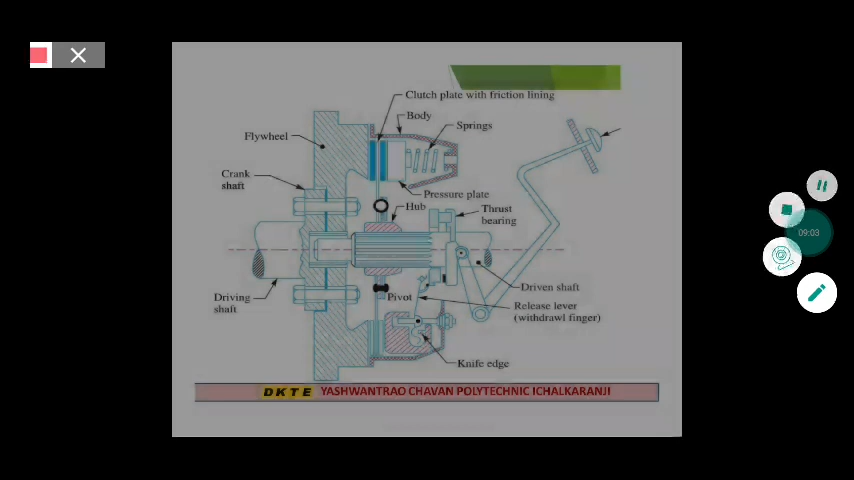 Clutch plate with friction lining
Body
Springs
Flywheel
Crank
shaft
Pressure plate
Hub
Thrust
bearing
09:03
Driven shaft
Pivot
Driving
shaft
Release lever
(withdrawl finger)
Knife edge
DKTE YASHWANTRAO CHAVAN POLYTECHNIC ICHALKARANJI